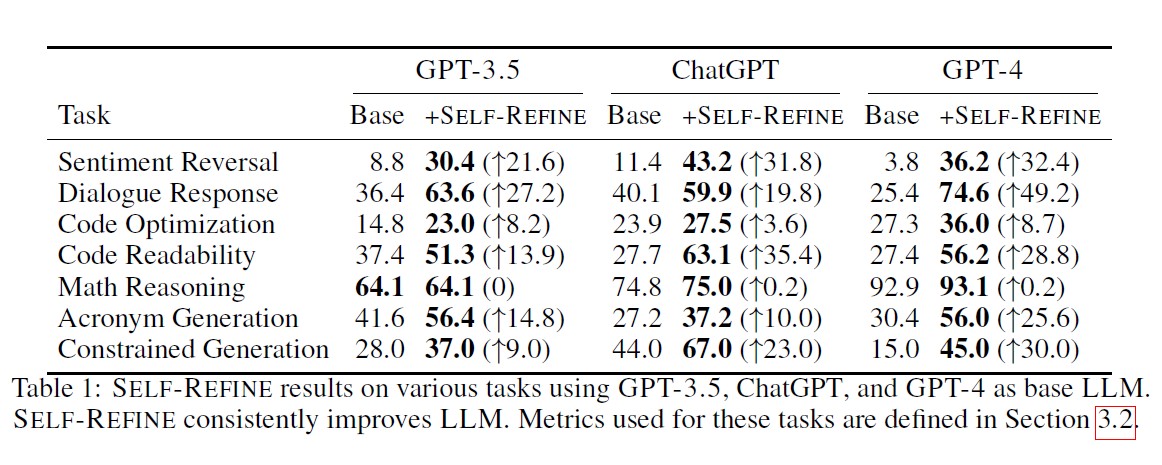 GPT-3.5 ChatGPT GPT-4
Task Base +SELF-REFINE Base +SELF-REFINE Base +SELF-REFINE
Sentiment Reversal 8.8 30.4 (↑21.6) 11.4 43.2 (↑31.8) 3.8 36.2 (↑32.4)
Dialogue Response 36.4 63.6 (↑27.2) 40.1 59.9 (↑19.8) 25.4 74.6 (↑49.2)
Code Optimization 14.8 23.0 (↑8.2) 23.9 27.5 (↑3.6) 27.3 36.0 (↑8.7)
Code Readability 37.4 51.3 (↑13.9) 27.7 63.1 (↑35.4) 27.4 56.2 (↑28.8)
Math Reasoning 64.1 64.1 (0) 74.8 75.0 (↑0.2) 92.9 93.1 (↑0.2)
Acronym Generation 41.6 56.4 (↑14.8) 27.2 37.2 (↑10.0) 30.4 56.0 (↑25.6)
Constrained Generation 28.0 37.0 (↑9.0) 44.0 67.0 (↑23.0) 15.0 45.0 (↑30.0)
Table 1: SELF-REFINE results on various tasks using GPT-3.5, ChatGPT, and GPT-4 as base LLM.
SELF-REFINE consistently improves LLM. Metrics used for these tasks are defined in Section 3.2.